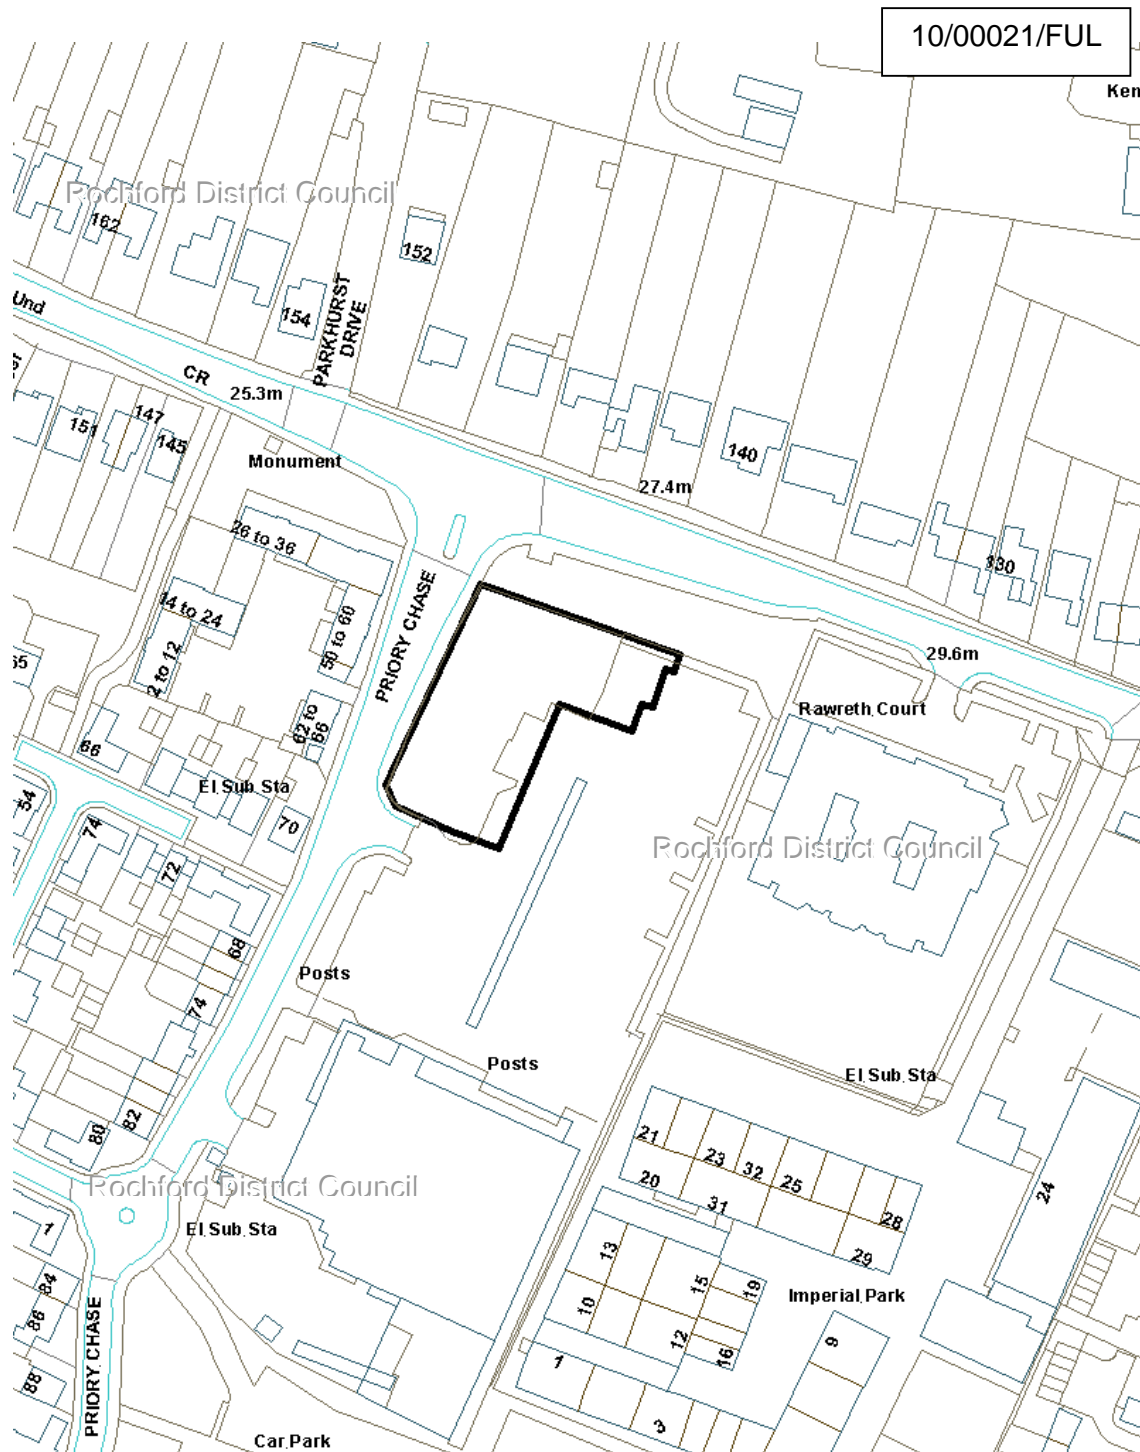 10/00021/FUL
Ken
Rochford District Council
162
152
154
PARKHURST
DRIVE
Und
CR
25.3m
151
147
145
Monument
140
27.4m
26 to 36
130
14 to 24
50 to 60
2 to 12
PRIORY CHASE
65
29.6m
Rawreth Court
62 to
66
66
El Sub Sta
54
74
70
72
Rochford District Council
68
Posts
74
Posts
El Sub Sta
80
82
21
23
32
25
20
31
28
29
24
Rochford District Council
1
El Sub Sta
13
15
19
10
12
16
Imperial Park
84
86
88
PRIORY CHASE
1
9
3
Car Park